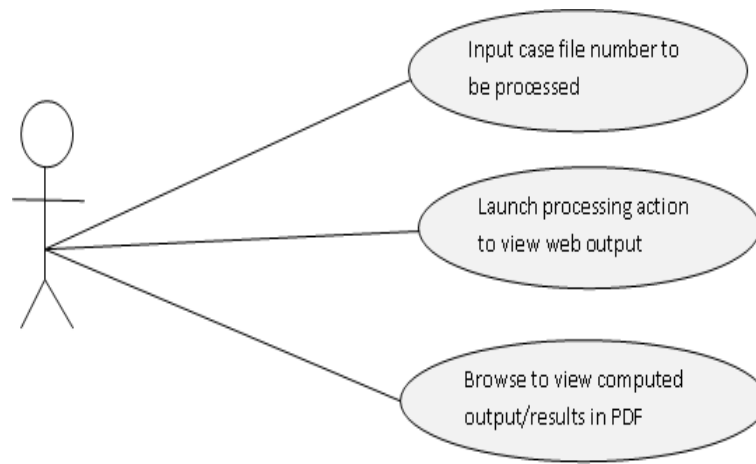 Input case file number to
be processed
Launch processing action
to view web output
Browse to view computed
output/results in PDF